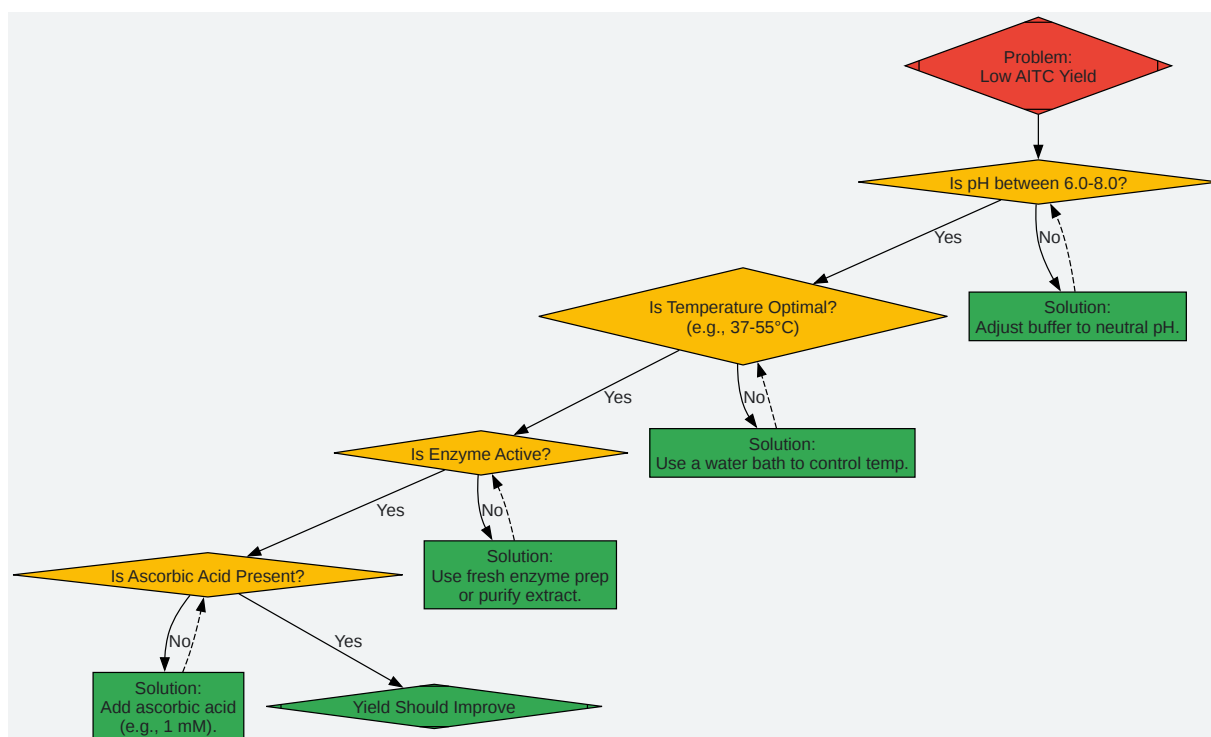 Problem:
Low AITC Yield
Is pH between 6.0-8.0?
Yes
No
Is Temperature Optimal?
(e.g., 37-55°C)
Solution:
Adjust buffer to neutral pH.
Yes
No
Is Enzyme Active?
Solution:
Use a water bath to control temp.
Yes
No
Is Ascorbic Acid Present?
Solution:
Use fresh enzyme prep
or purify extract.
No
Yes
Solution:
Add ascorbic acid
(e.g., 1 mM).
Yield Should Improve